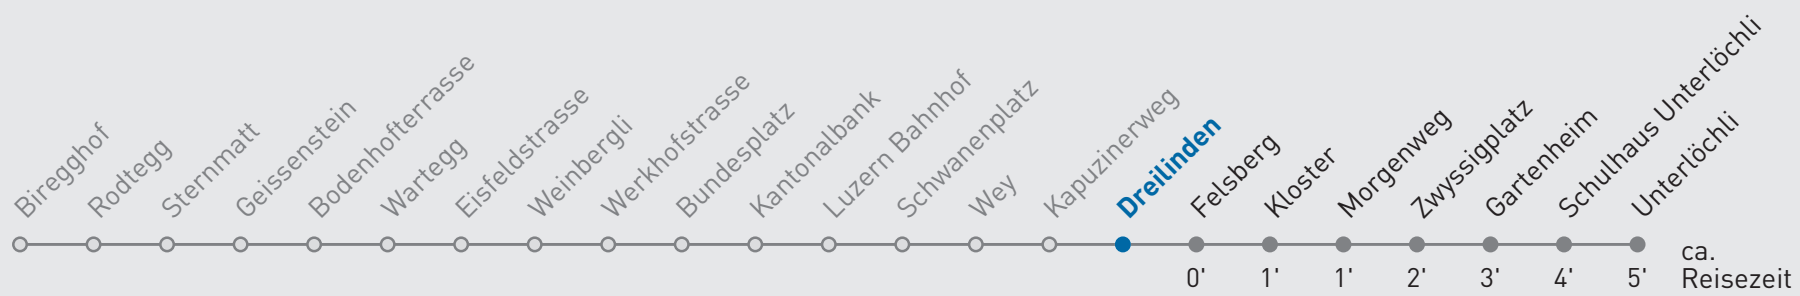 Biregghof
Rodtegg
Sternmatt
Geissenstein
Bodenhofterrasse
Wartegg
Eisfeldstrasse
Weinbergli
Werkhofstrasse
Bundesplatz
Kantonalbank
Luzern Bahnhof
Schwanenplatz
Wey
Kapuzinerweg
Dreilinden
Felsberg
Kloster
Morgenweg
Zwyssigplatz
Gartenheim
Schulhaus Unterlöchli
Unterlöchli
0' 1' 1' 2' 3' 4' 5'
ca.
Reisezeit